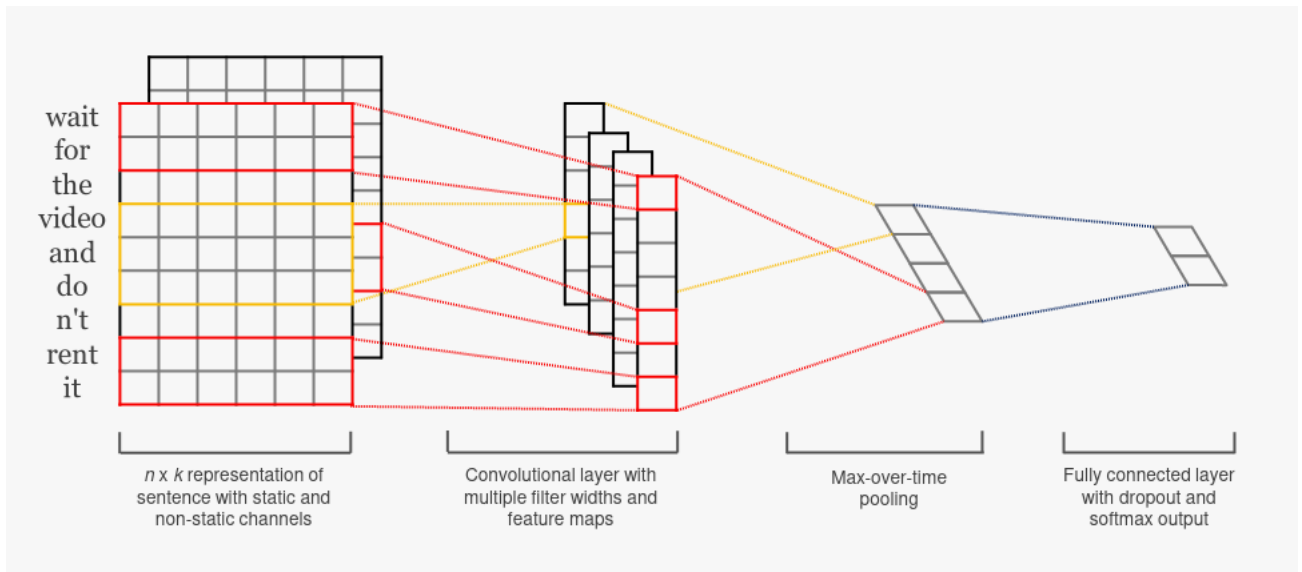 wait
for
the
video
and
do
n't
rent
it
n x k representation of
sentence with static and
non-static channels
Convolutional layer with
multiple filter widths and
feature maps
Max-over-time
pooling
Fully connected layer
with dropout and
softmax output